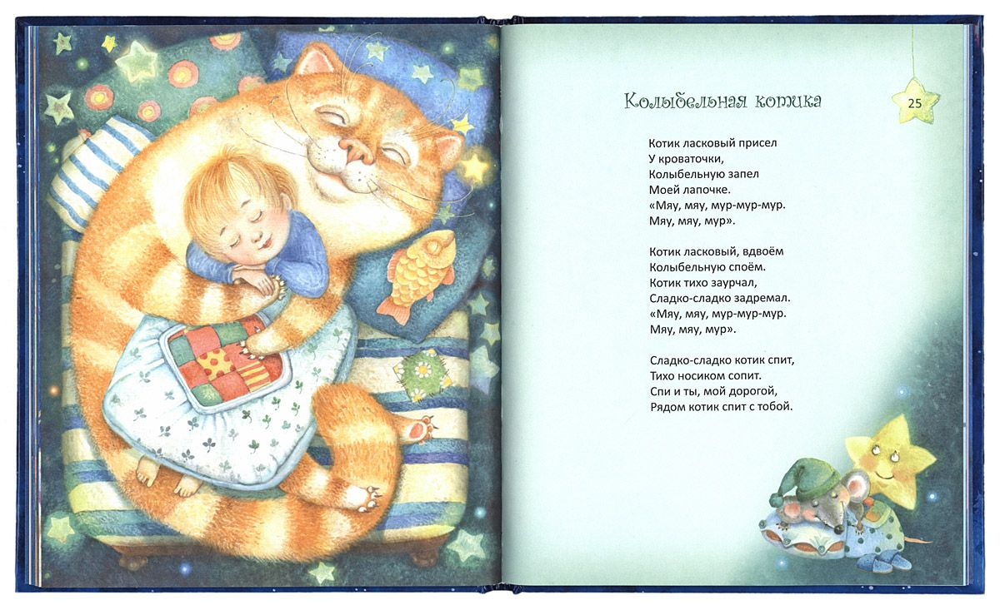 Колыбельная котика
25
Котик ласковый присел
У кроваточки,
Колыбельную запел
Моей лапочке.
«Мяу, мяу, мур-мур-мур.
Мяу, мяу, мур».
Котик ласковый, вдвоём
Колыбельную споём.
Котик тихо заурчал,
Сладко-сладко задремал.
«Мяу, мяу, мур-мур-мур.
Мяу, мяу, мур».
Сладко-сладко котик спит,
Тихо носиком сопит.
Спи и ты, мой дорогой,
Рядом котик спит с тобой.